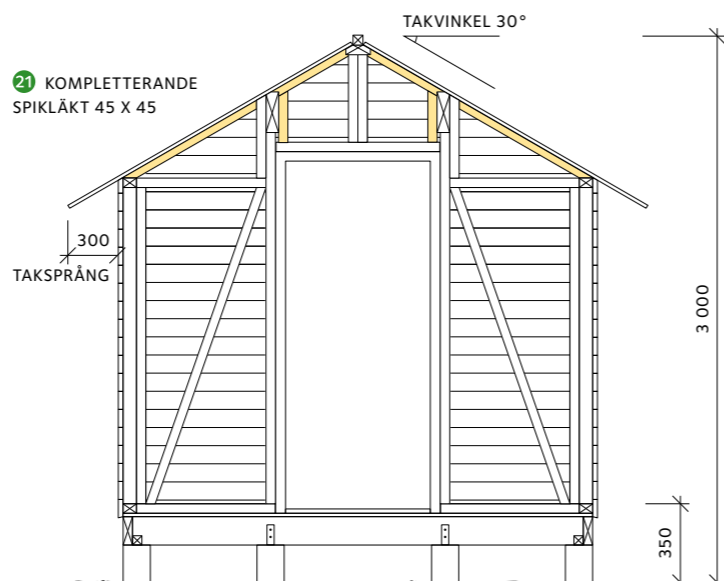 TAKVINKEL 30°
21 KOMPLETTERANDE
SPIKLÄKT 45 X 45
300
TAKSPRÅNG
3 000
350